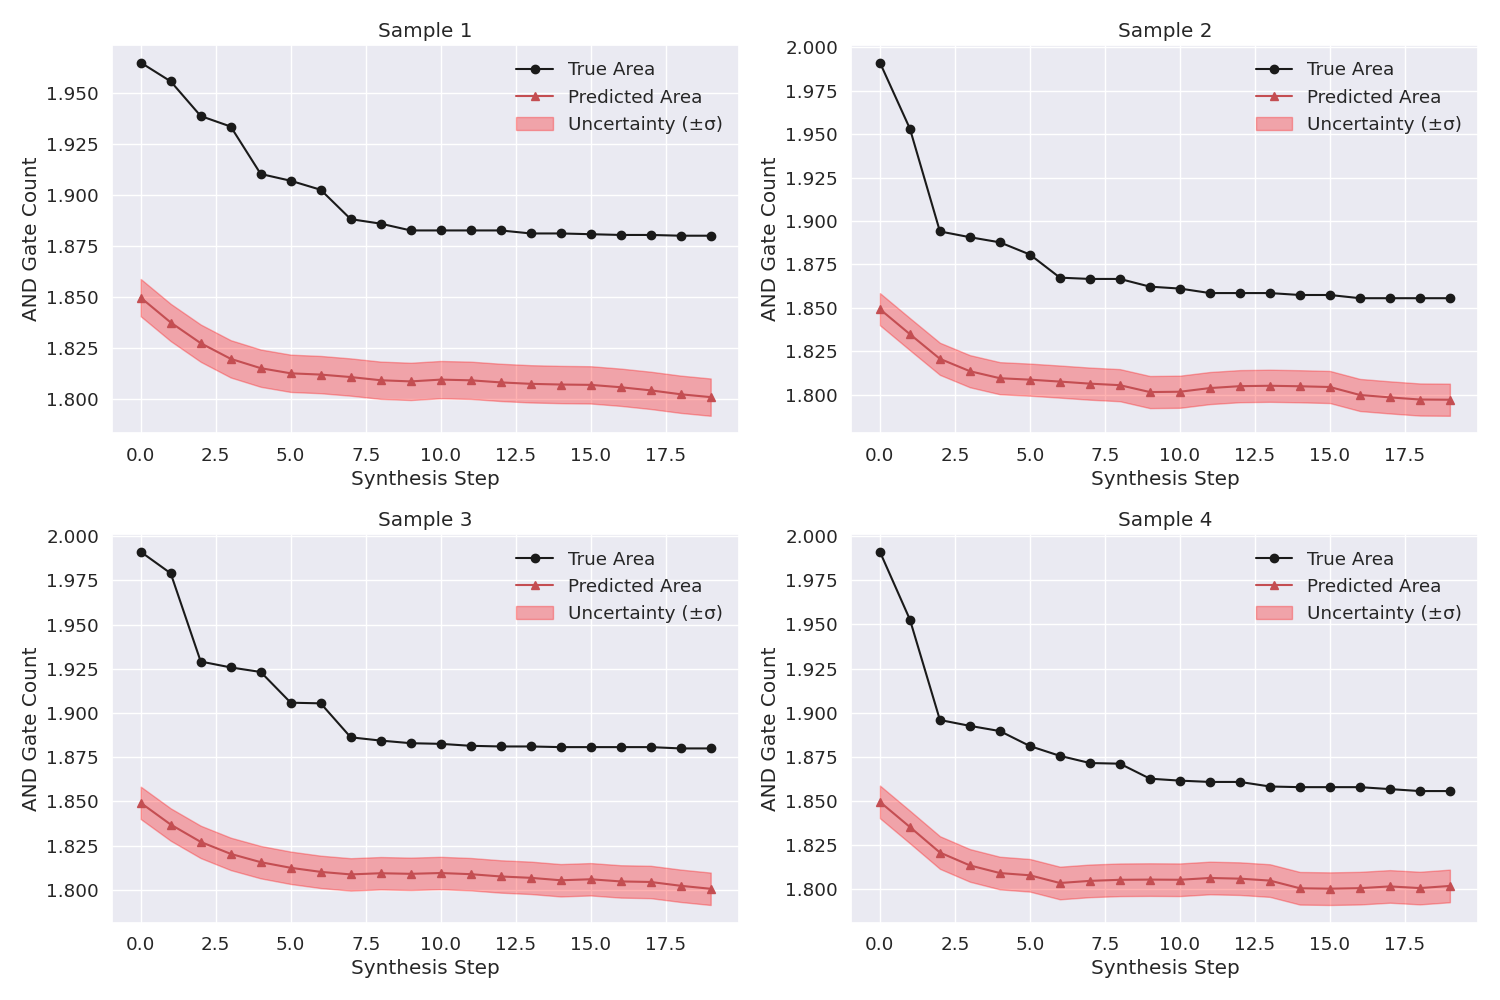 Sample 1
AND Gate Count
1.950
1.925
1.900
1.875
1.850
1.825
1.800
True Area
Predicted Area
Uncertainty (±σ)
0.0 2.5 5.0 7.5 10.0 12.5 15.0 17.5
Synthesis Step
Sample 2
AND Gate Count
2.000
1.975
1.950
1.925
1.900
1.875
1.850
1.825
1.800
True Area
Predicted Area
Uncertainty (±σ)
0.0 2.5 5.0 7.5 10.0 12.5 15.0 17.5
Synthesis Step
Sample 3
AND Gate Count
2.000
1.975
1.950
1.925
1.900
1.875
1.850
1.825
1.800
True Area
Predicted Area
Uncertainty (±σ)
0.0 2.5 5.0 7.5 10.0 12.5 15.0 17.5
Synthesis Step
Sample 4
AND Gate Count
2.000
1.975
1.950
1.925
1.900
1.875
1.850
1.825
1.800
True Area
Predicted Area
Uncertainty (±σ)
0.0 2.5 5.0 7.5 10.0 12.5 15.0 17.5
Synthesis Step